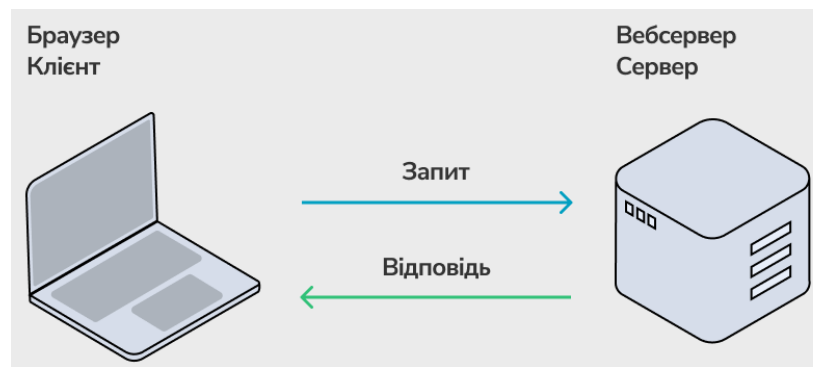 Браузер
Клієнт
Вебсервер
Сервер
Запит
Відповідь